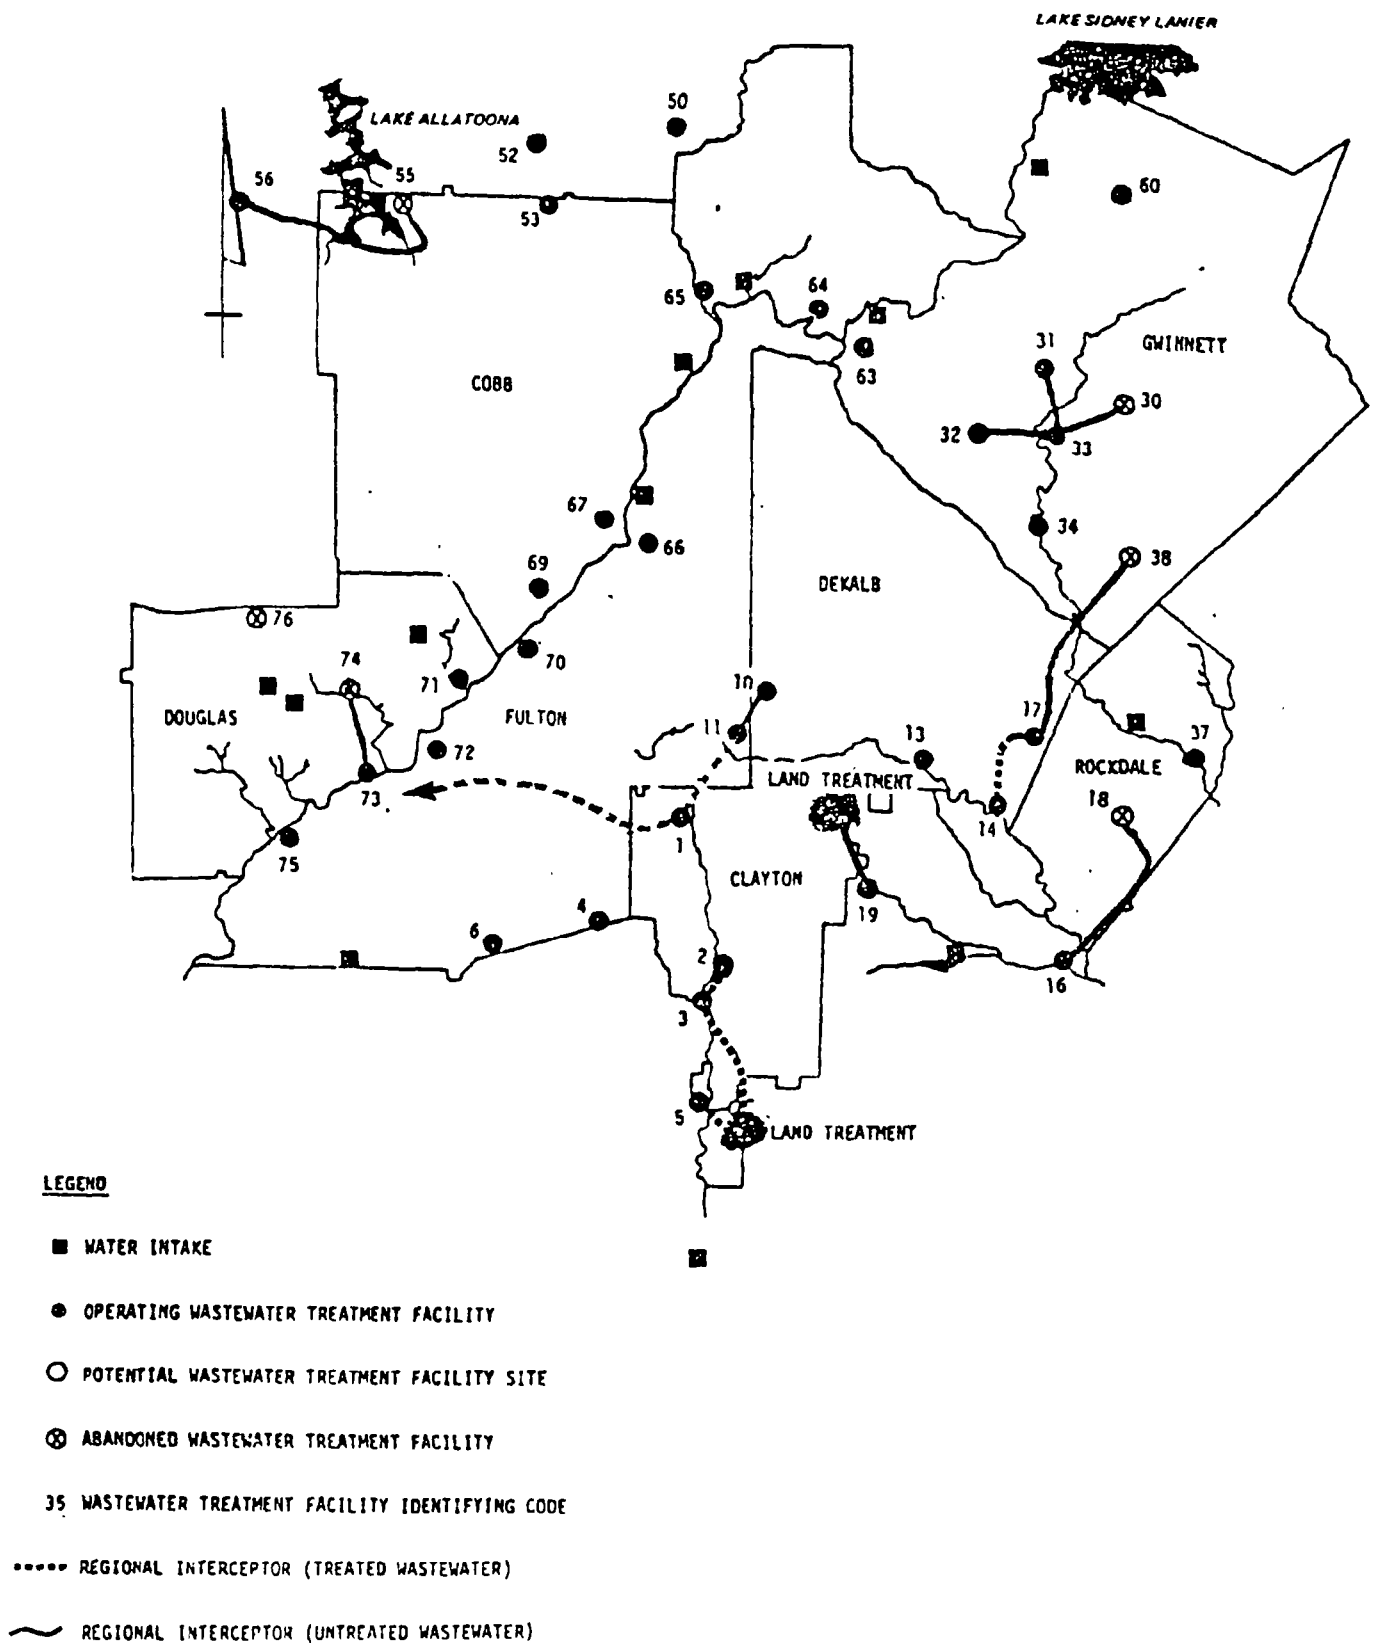 LAKE SIDNEY LANIER
50
LAKE ALLATOONA
52
56
55
60
53
65
64
31
GWINNETT
63
COBB
30
32
33
67
34
66
38
69
DEKALB
76
70
74
71
10
DOUGLAS
FULTON
11
17
13
37
72
ROCKDALE
LAND TREATMENT
73
18
14
1
75
CLAYTON
19
4
6
2
16
3
5
LAND TREATMENT
LEGEND
WATER INTAKE
OPERATING WASTEWATER TREATMENT FACILITY
POTENTIAL WASTEWATER TREATMENT FACILITY SITE
ABANDONED WASTEWATER TREATMENT FACILITY
35 WASTEWATER TREATMENT FACILITY IDENTIFYING CODE
REGIONAL INTERCEPTOR (TREATED WASTEWATER)
REGIONAL INTERCEPTOR (UNTREATED WASTEWATER)